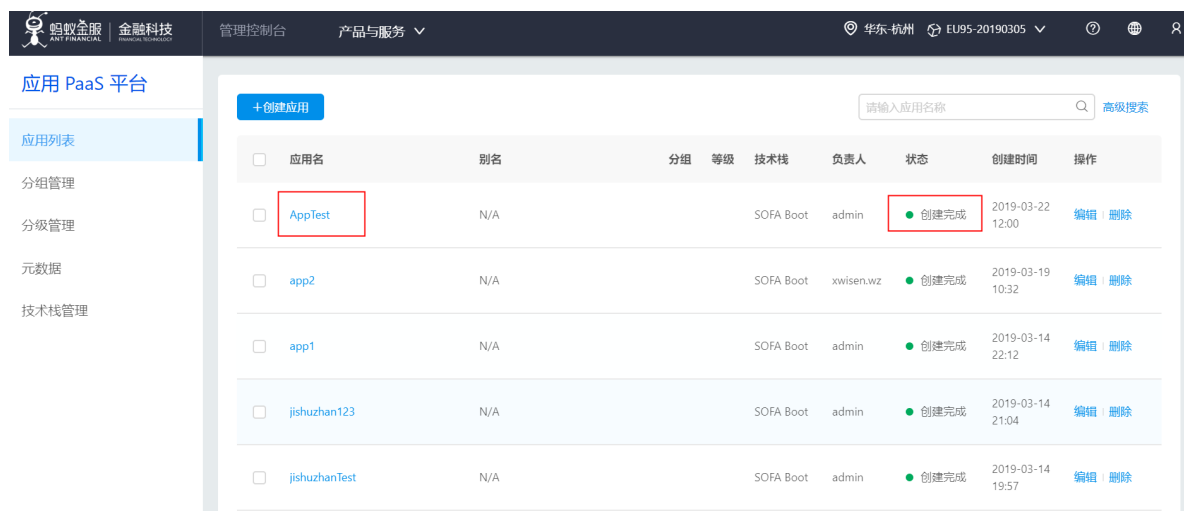 蚂蚁金服 金融科技 管理控制台 产品与服务 华东-杭州 EU95-20190305
ANT FINANCIAL FINANCIAL TECHNOLOGY
应用 PaaS 平台
应用列表
分组管理
分级管理
元数据
技术栈管理
+创建应用 请输入应用名称 高级搜索
应用名 别名 分组 等级 技术栈 负责人 状态 创建时间 操作
AppTest N/A SOFA Boot admin 创建完成 2019-03-22 12:00 编辑 删除
app2 N/A SOFA Boot xwisen.wz 创建完成 2019-03-19 10:32 编辑 删除
app1 N/A SOFA Boot admin 创建完成 2019-03-14 22:12 编辑 删除
jishuzhan123 N/A SOFA Boot admin 创建完成 2019-03-14 21:04 编辑 删除
jishuzhanTest N/A SOFA Boot admin 创建完成 2019-03-14 19:57 编辑 删除